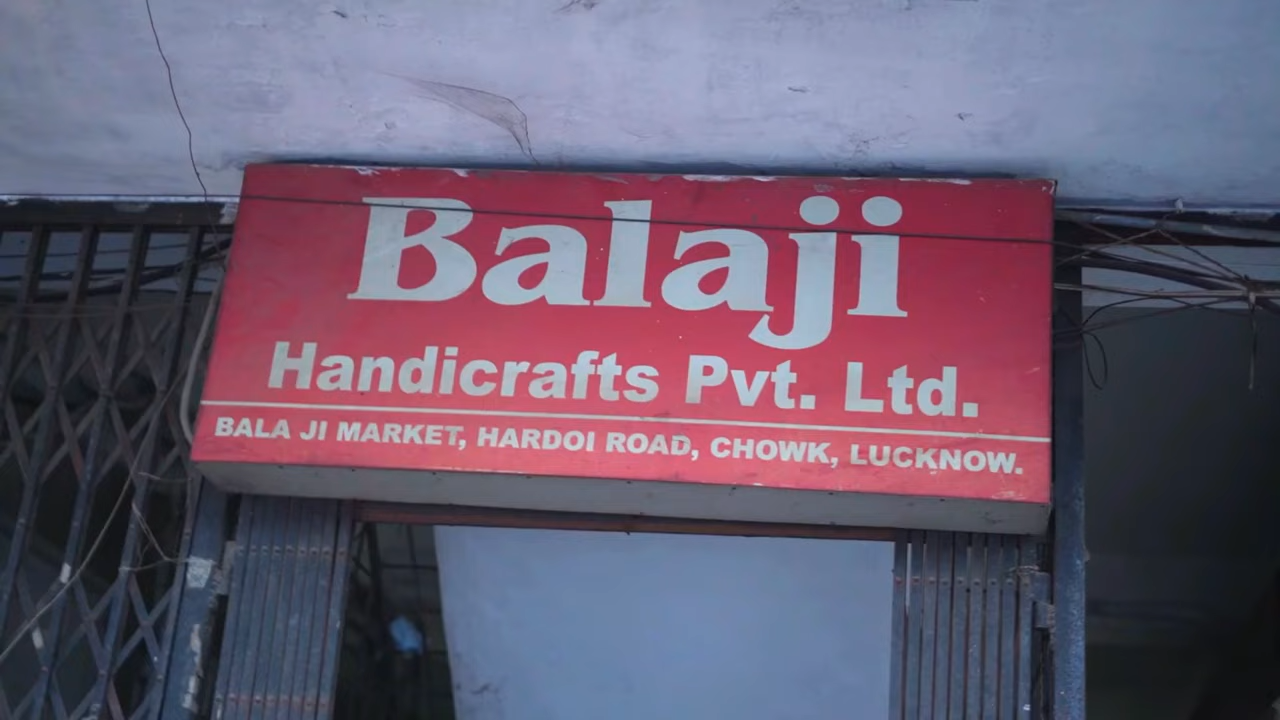 Balaji
Handicrafts Pvt. Ltd.
BALA JI MARKET, HARDOI ROAD, CHOWK, LUCKNOW.